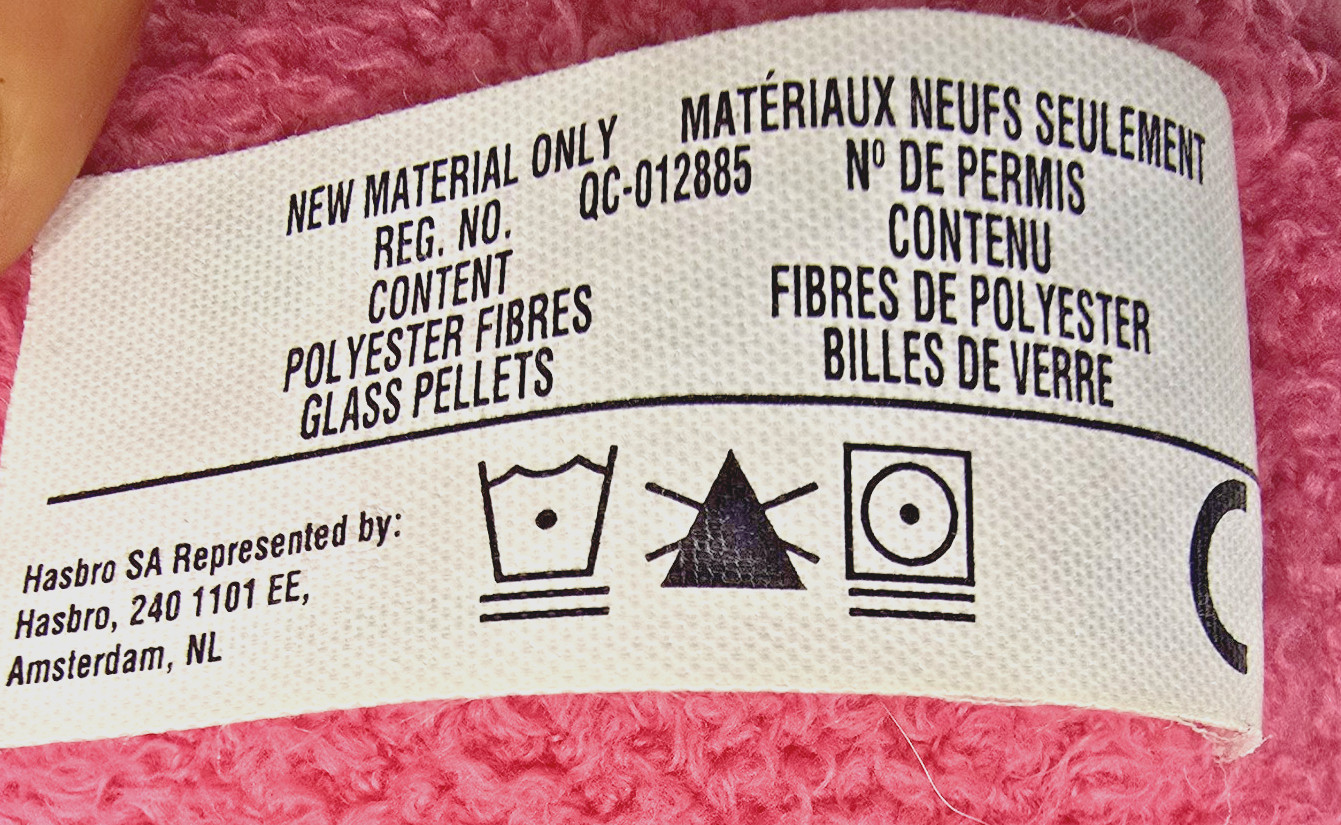 NEW MATERIAL ONLY MATÉRIAUX NEUFS SEULEMENT
REG. NO. QC-012885 Nº DE PERMIS
CONTENT CONTENU
POLYESTER FIBRES FIBRES DE POLYESTER
GLASS PELLETS BILLES DE VERRE
Hasbro SA Represented by:
Hasbro, 240 1101 EE,
Amsterdam, NL